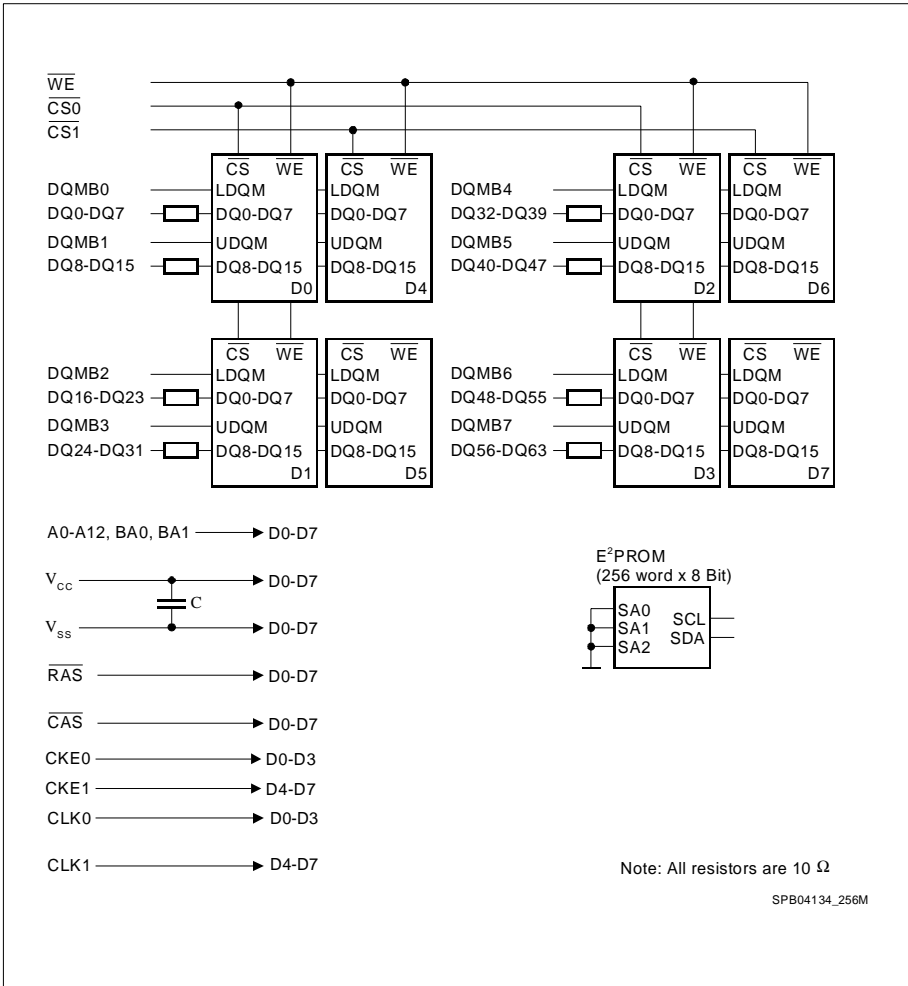 WE
CS0
CS1
CS WE CS WE CS WE CS WE
DQMB0 LDQM LDQM DQMB4 LDQM LDQM
DQ0-DQ7 DQ0-DQ7 DQ0-DQ7 DQ32-DQ39 DQ0-DQ7 DQ0-DQ7
DQMB1 UDQM UDQM DQMB5 UDQM UDQM
DQ8-DQ15 DQ8-DQ15 DQ8-DQ15 DQ40-DQ47 DQ8-DQ15 DQ8-DQ15
D0 D4 D2 D6
CS WE CS WE CS WE CS WE
DQMB2 LDQM LDQM DQMB6 LDQM LDQM
DQ16-DQ23 DQ0-DQ7 DQ0-DQ7 DQ48-DQ55 DQ0-DQ7 DQ0-DQ7
DQMB3 UDQM UDQM DQMB7 UDQM UDQM
DQ24-DQ31 DQ8-DQ15 DQ8-DQ15 DQ56-DQ63 DQ8-DQ15 DQ8-DQ15
D1 D5 D3 D7
A0-A12, BA0, BA1 D0-D7
VCC D0-D7
C
VSS D0-D7
RAS D0-D7
CAS D0-D7
CKE0 D0-D3
CKE1 D4-D7
CLK0 D0-D3
CLK1 D4-D7
E²PROM
(256 word x 8 Bit)
SA0
SA1
SA2
SCL
SDA
Note: All resistors are 10 Ω
SPB04134_256M